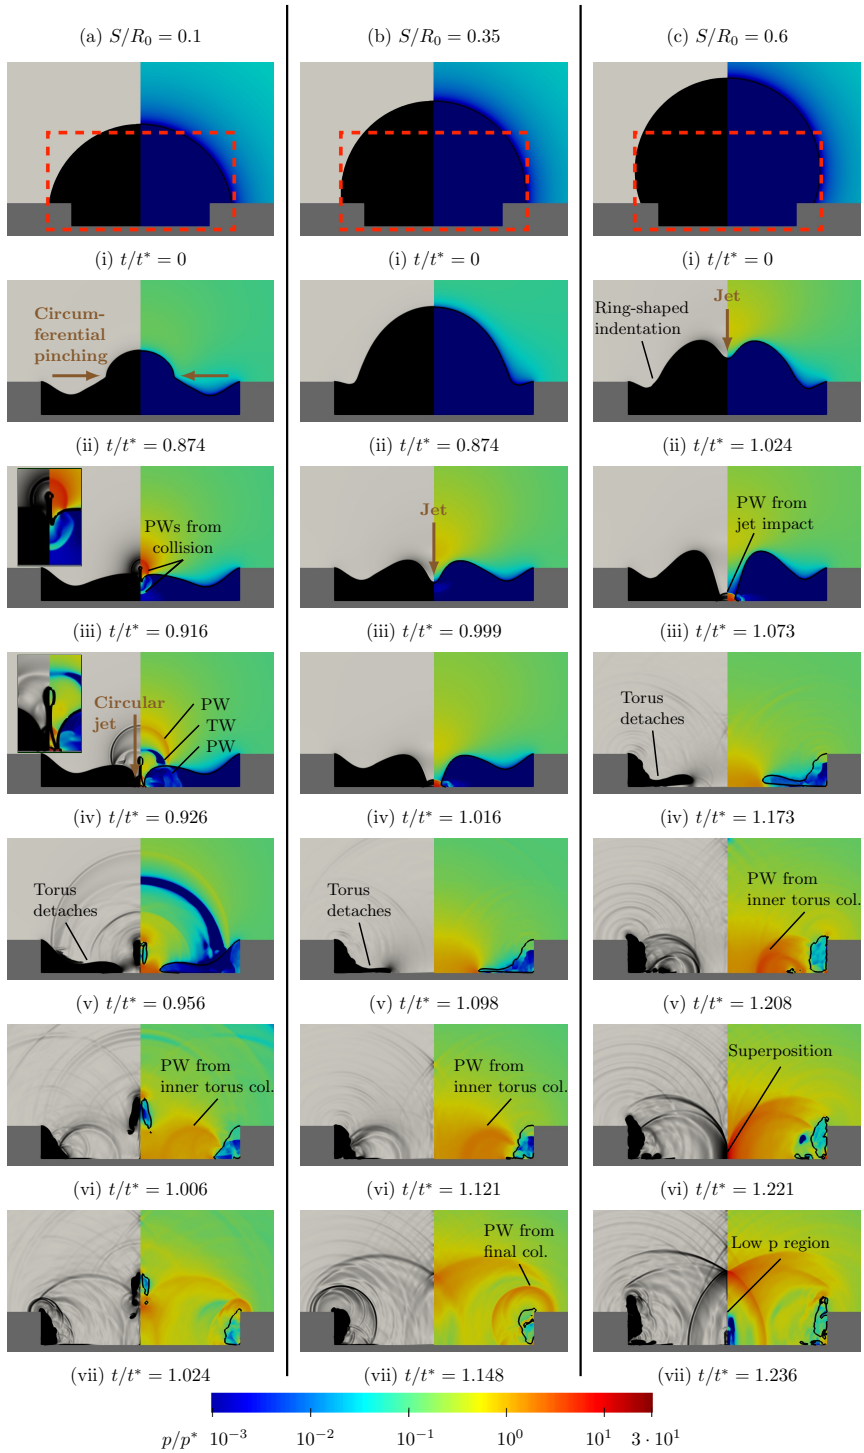 (a) S/R₀ = 0.1
(b) S/R₀ = 0.35
(c) S/R₀ = 0.6
(i) t/t* = 0
(i) t/t* = 0
(i) t/t* = 0
Circum-
ferential
pinching
Ring-shaped
indentation
Jet
(ii) t/t* = 0.874
(ii) t/t* = 0.874
(ii) t/t* = 1.024
PWs from
collision
Jet
PW from
jet impact
(iii) t/t* = 0.916
(iii) t/t* = 0.999
(iii) t/t* = 1.073
Circular
jet
PW
TW
PW
Torus
detaches
(iv) t/t* = 0.926
(iv) t/t* = 1.016
(iv) t/t* = 1.173
Torus
detaches
Torus
detaches
PW from
inner torus col.
(v) t/t* = 0.956
(v) t/t* = 1.098
(v) t/t* = 1.208
PW from
inner torus col.
PW from
inner torus col.
Superposition
(vi) t/t* = 1.006
(vi) t/t* = 1.121
(vi) t/t* = 1.221
PW from
final col.
Low p region
(vii) t/t* = 1.024
(vii) t/t* = 1.148
(vii) t/t* = 1.236
p/p* 10⁻³ 10⁻² 10⁻¹ 10⁰ 10¹ 3 · 10¹